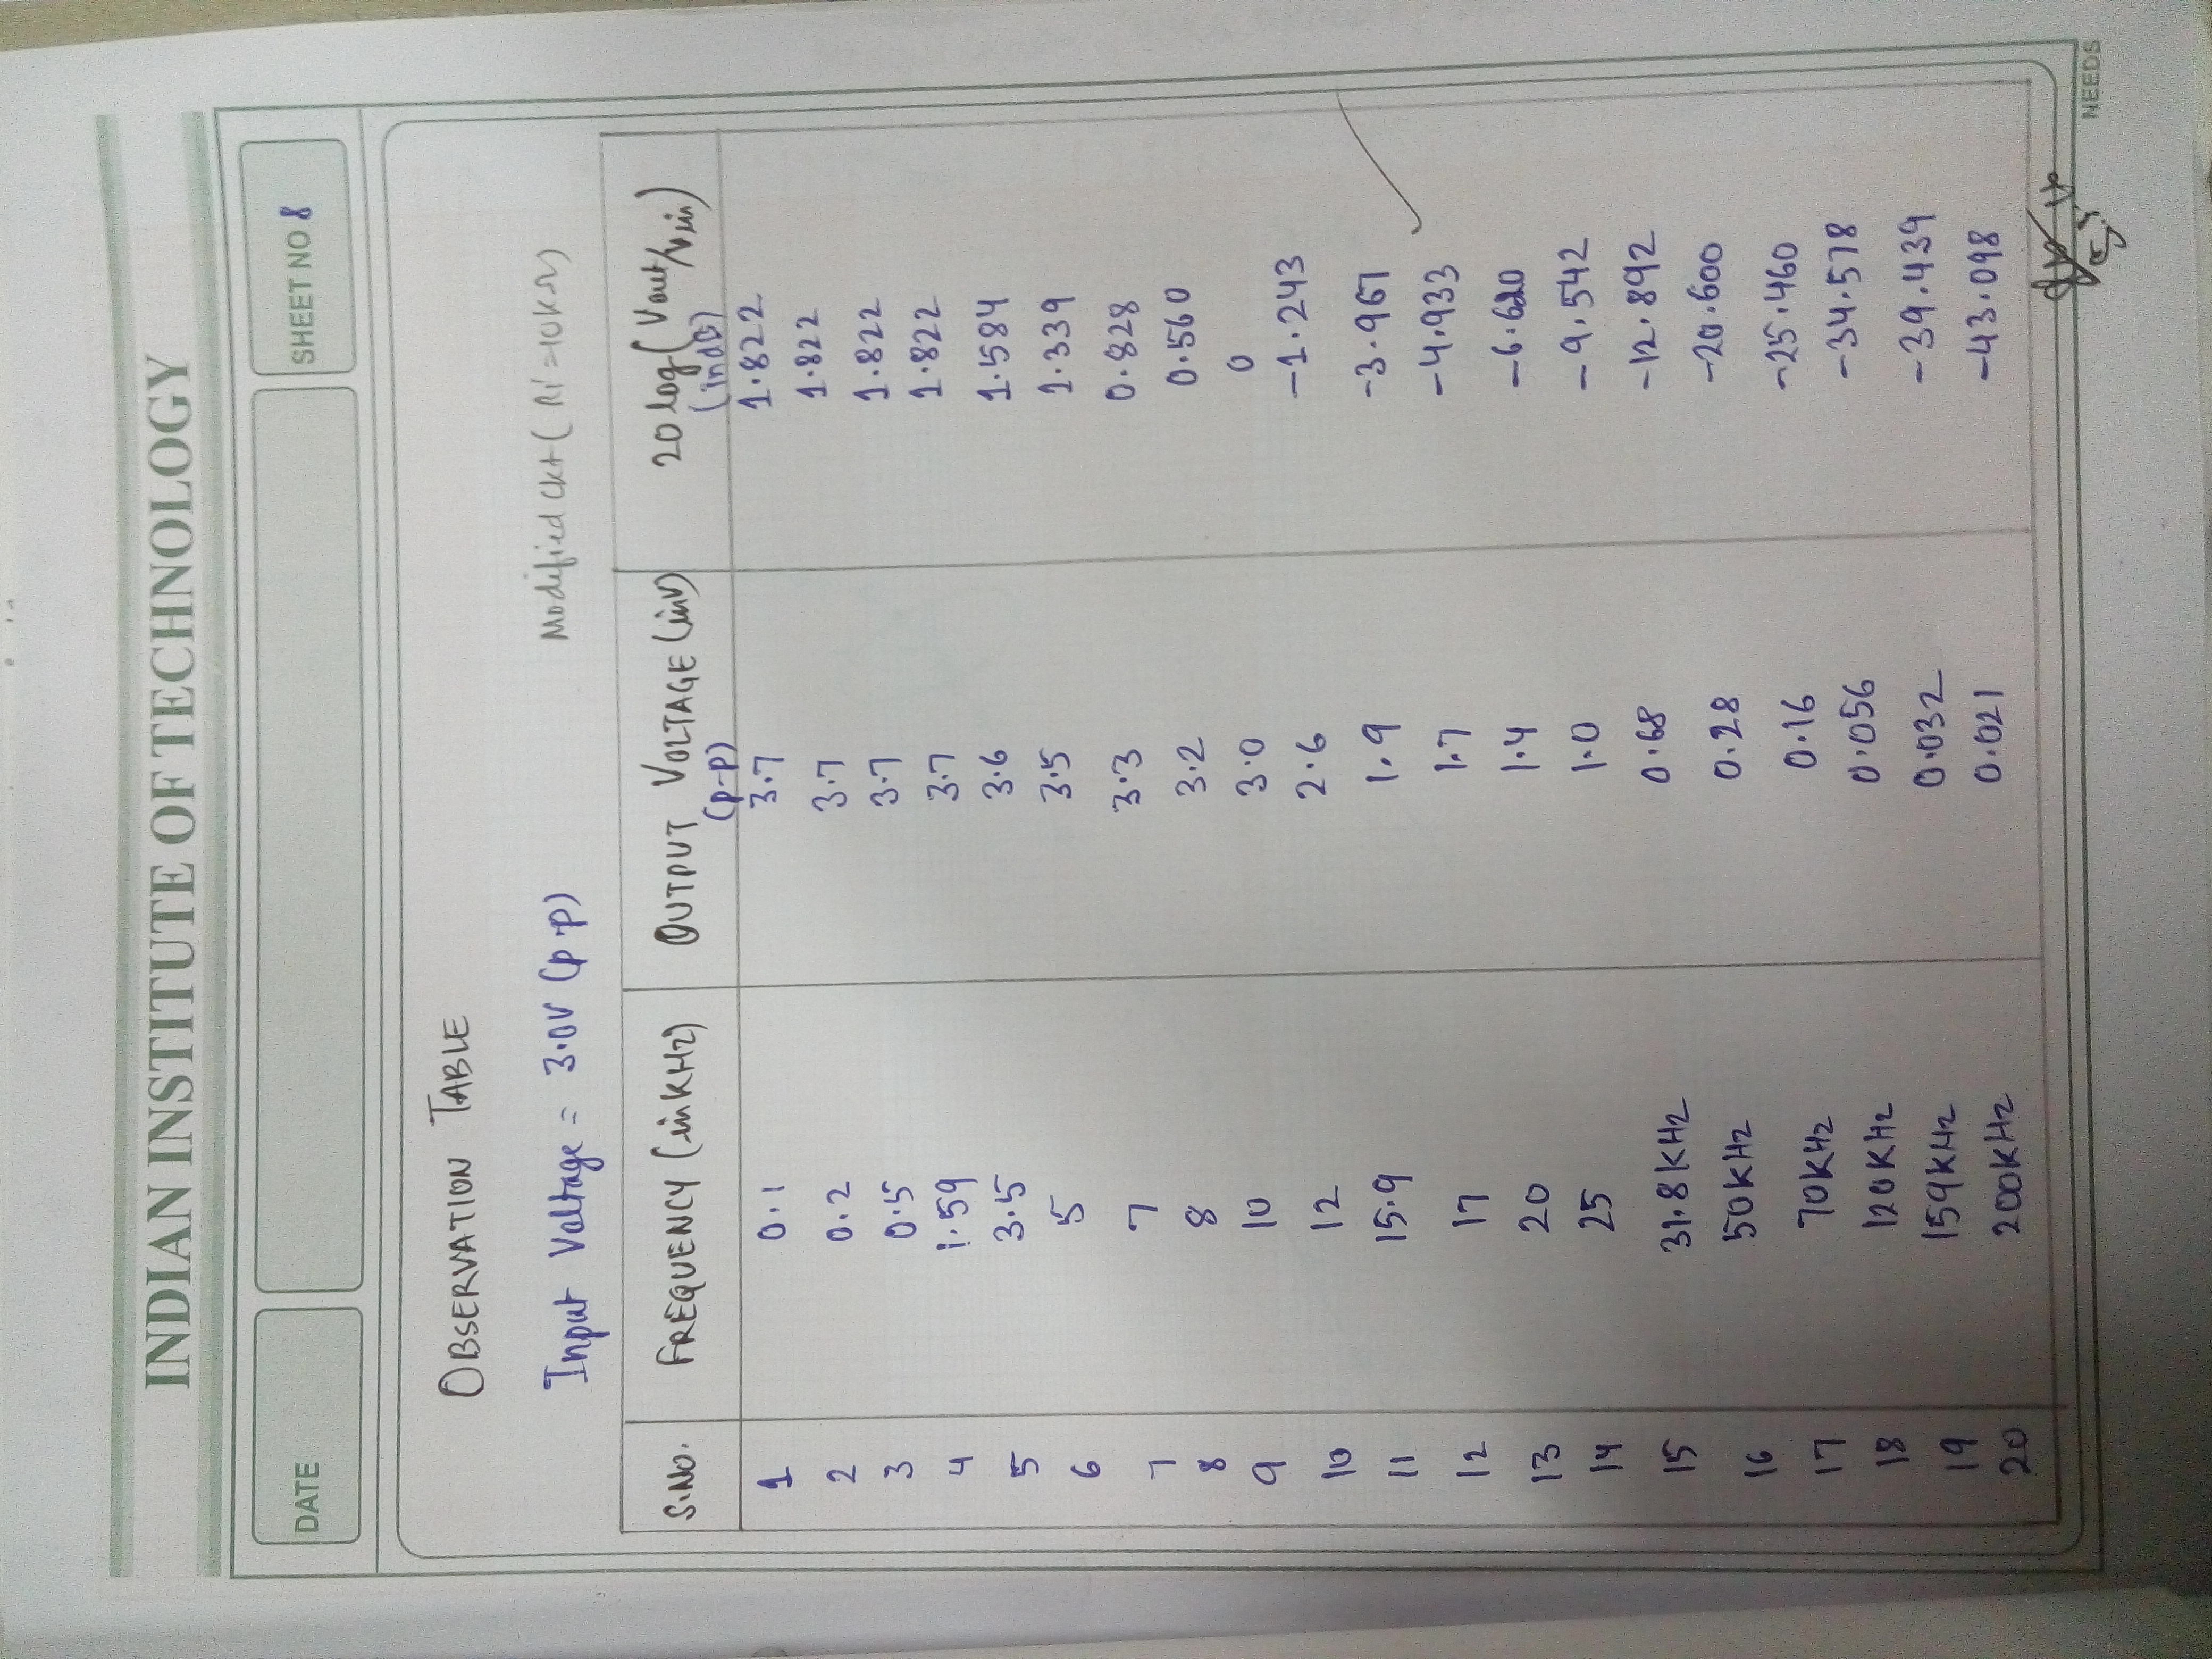 INDIAN INSTITUTE OF TECHNOLOGY
DATE
SHEET NO 8
OBSERVATION TABLE
Input Voltage = 3.0V (p-p)
Modified ckt ( Ri' = 10KΩ)
S.NO. FREQUENCY (in KHz) OUTPUT VOLTAGE (in V) (p-p) 20 log (Vout/Vin) (in dB)
1 0.1 3.7 1.822
2 0.2 3.7 1.822
3 0.5 3.7 1.822
4 1.59 3.7 1.822
5 3.5 3.6 1.584
6 5 3.5 1.339
7 7 3.3 0.828
8 8 3.2 0.560
9 10 3.0 0
10 12 2.6 -1.243
11 15.9 1.9 -3.967
12 17 1.7 -4.933
13 20 1.4 -6.620
14 25 1.0 -9.542
15 31.8 KHz 0.68 -12.892
16 50KHz 0.28 -20.600
17 70KHz 0.16 -25.460
18 120KHz 0.056 -34.578
19 159KHz 0.032 -39.439
20 200KHz 0.021 -43.098
NEEDS